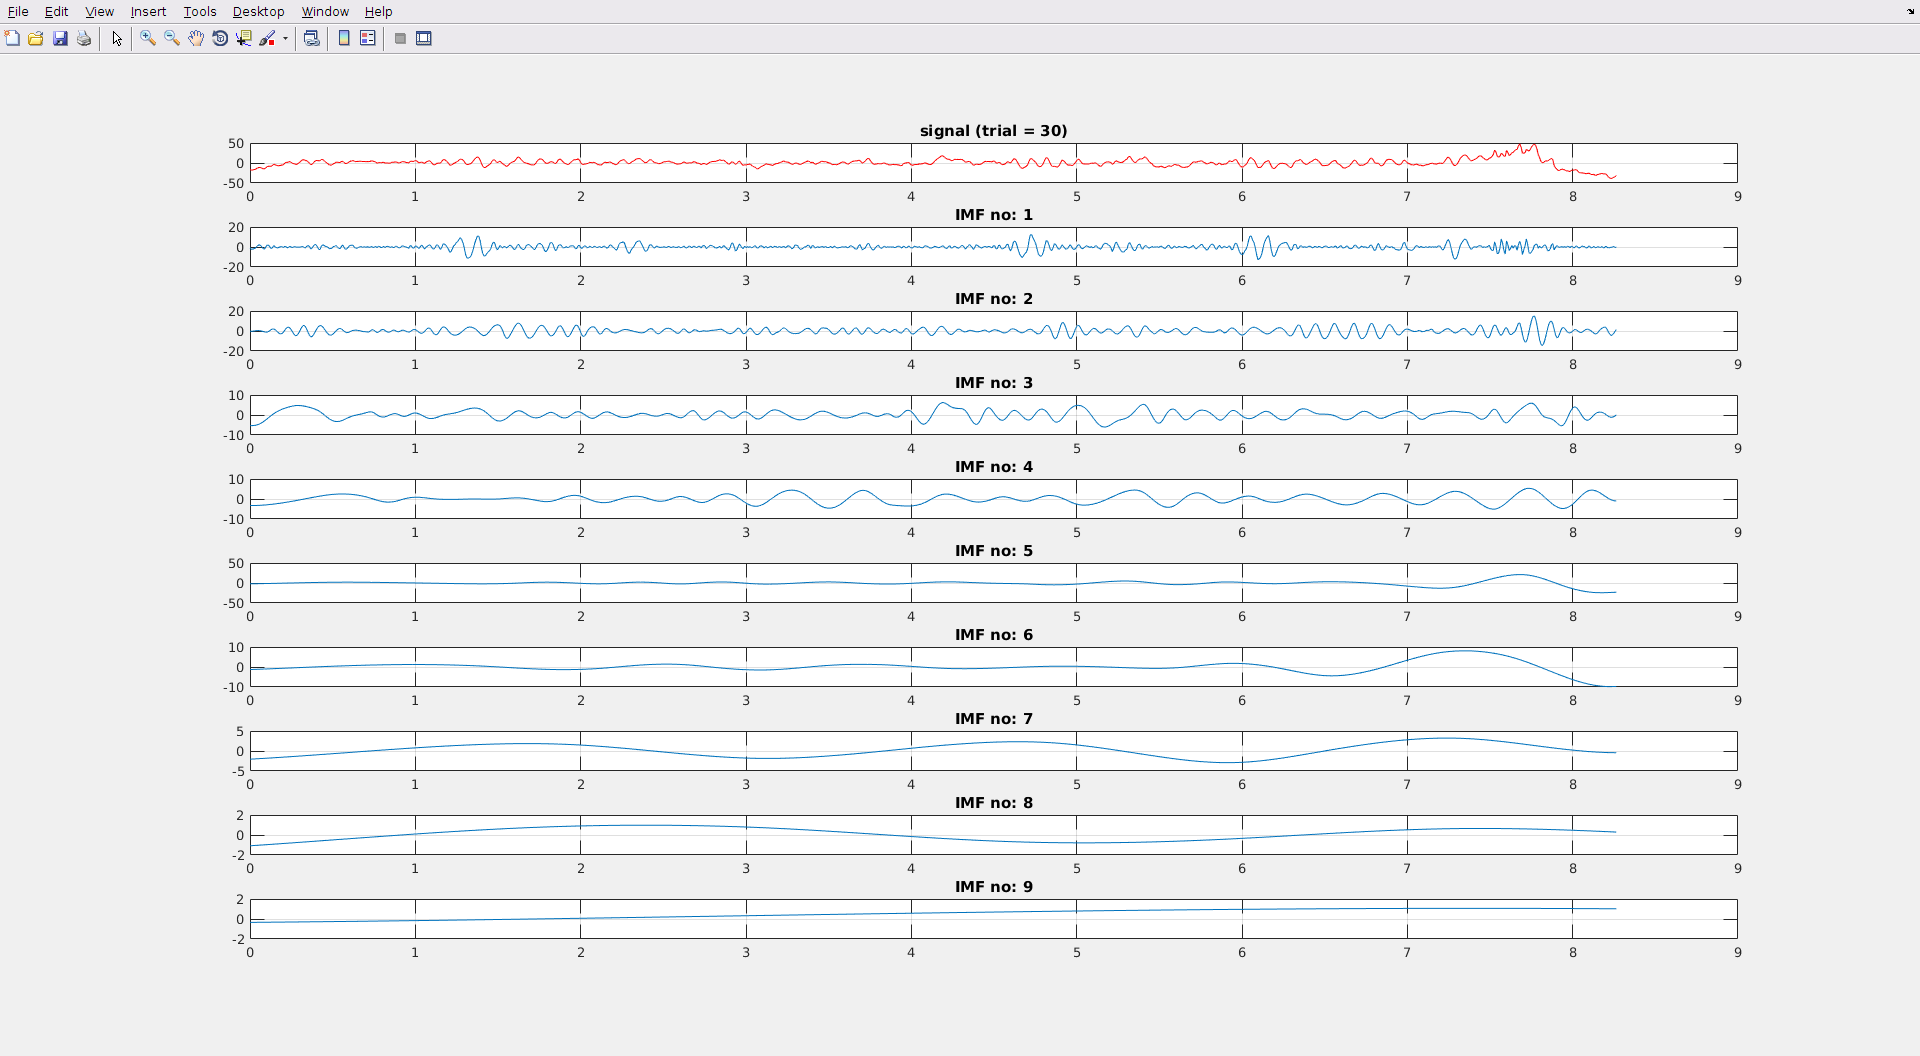 File Edit View Insert Tools Desktop Window Help
signal (trial = 30)
50
0
-50
0 1 2 3 4 5 6 7 8 9
IMF no: 1
20
0
-20
0 1 2 3 4 5 6 7 8 9
IMF no: 2
20
0
-20
0 1 2 3 4 5 6 7 8 9
IMF no: 3
10
0
-10
0 1 2 3 4 5 6 7 8 9
IMF no: 4
10
0
-10
0 1 2 3 4 5 6 7 8 9
IMF no: 5
50
0
-50
0 1 2 3 4 5 6 7 8 9
IMF no: 6
10
0
-10
0 1 2 3 4 5 6 7 8 9
IMF no: 7
5
0
-5
0 1 2 3 4 5 6 7 8 9
IMF no: 8
2
0
-2
0 1 2 3 4 5 6 7 8 9
IMF no: 9
2
0
-2
0 1 2 3 4 5 6 7 8 9